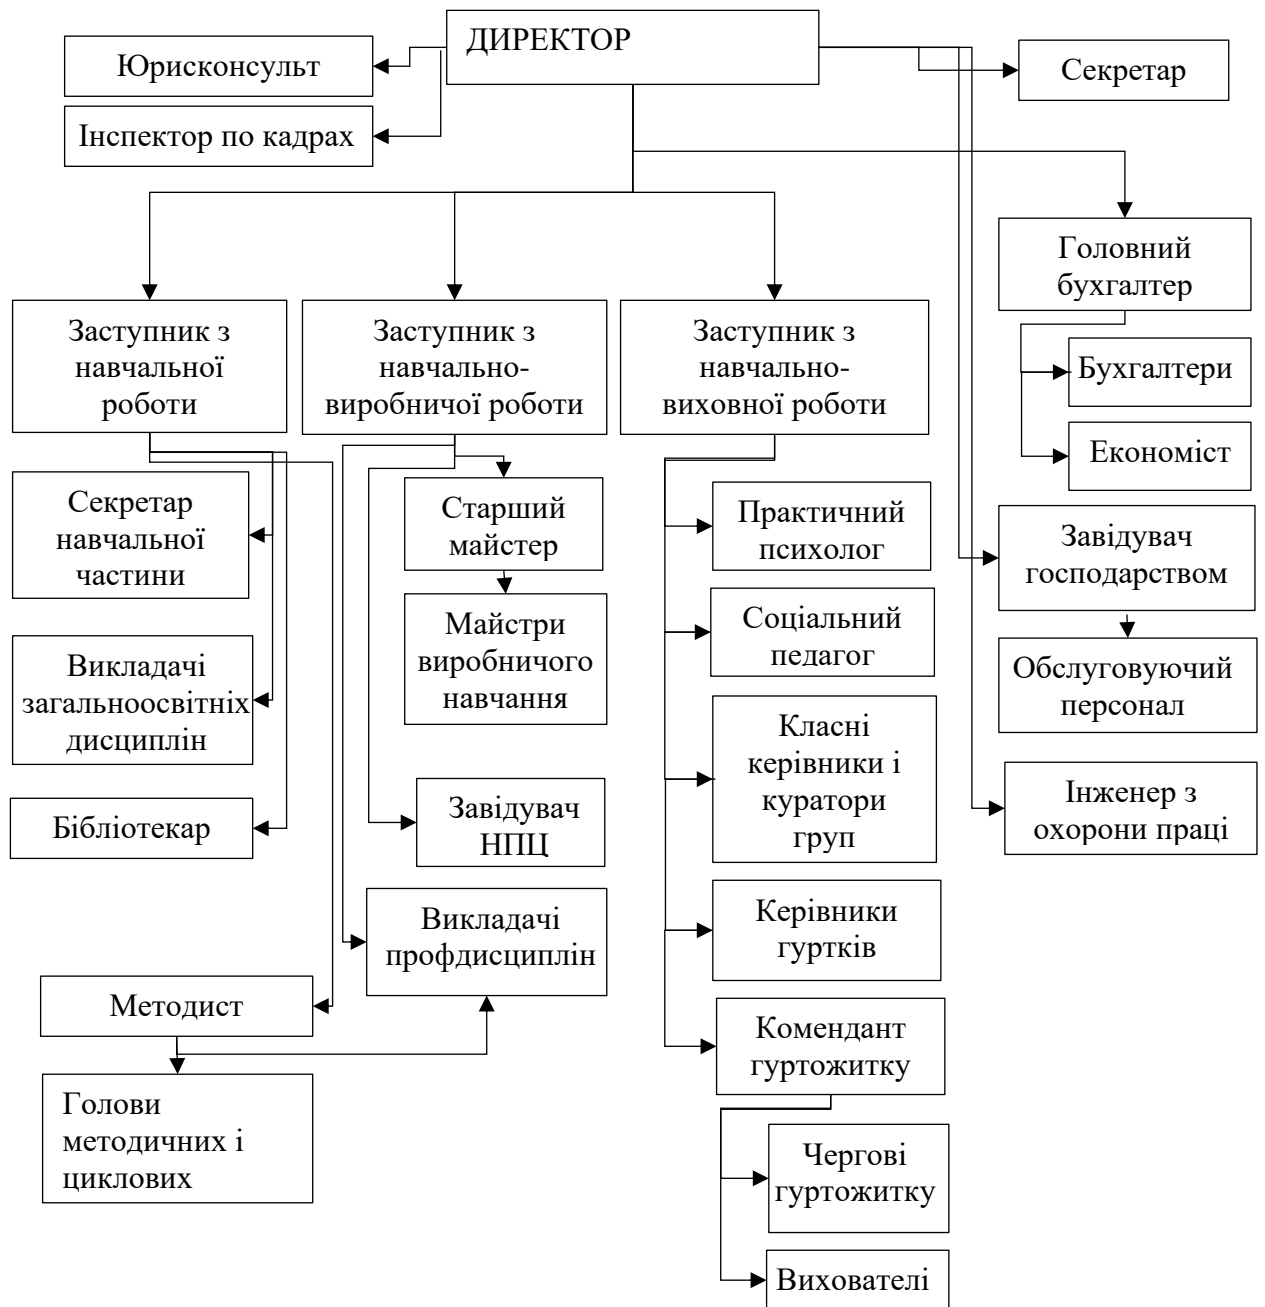 ДИРЕКТОР
Юрисконсульт
Секретар
Інспектор по кадрах
Головний
бухгалтер
Заступник з
навчальної
роботи
Заступник з
навчально-
виробничої роботи
Заступник з
навчально-
виховної роботи
Бухгалтери
Економіст
Секретар
навчальної
частини
Старший
майстер
Практичний
психолог
Завідувач
господарством
Майстри
виробничого
навчання
Соціальний
педагог
Викладачі
загальноосвітніх
дисциплін
Обслуговуючий
персонал
Класні
керівники і
куратори
груп
Бібліотекар
Завідувач
НПЦ
Інженер з
охорони праці
Викладачі
профдисциплін
Керівники
гуртків
Методист
Комендант
гуртожитку
Голови
методичних і
циклових
Чергові
гуртожитку
Вихователі